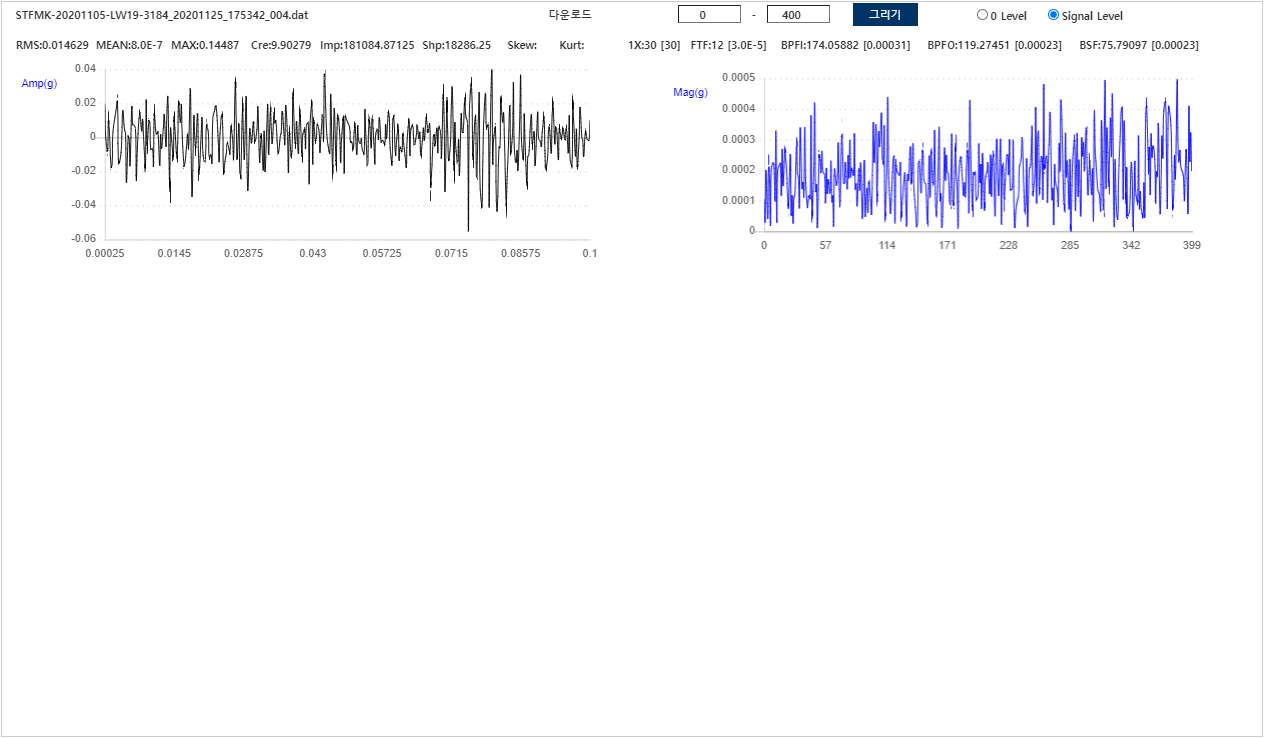 STFMK-20201105-LW19-3184_20201125_175342_004.dat 다운로드 0 - 400 그리기 0 Level Signal Level
RMS:0.014629 MEAN:8.0E-7 MAX:0.14487 Cre:9.90279 Imp:181084.87125 Shp:18286.25 Skew: Kurt: 1X:30 [30] FTF:12 [3.0E-5] BPFI:174.05882 [0.00031] BPFO:119.27451 [0.00023] BSF:75.79097 [0.00023]
Amp(g)
0.04
0.02
0
-0.02
-0.04
-0.06
0.00025 0.0145 0.02875 0.043 0.05725 0.0715 0.08575 0.1
Mag(g)
0.0005
0.0004
0.0003
0.0002
0.0001
0
0 57 114 171 228 285 342 399